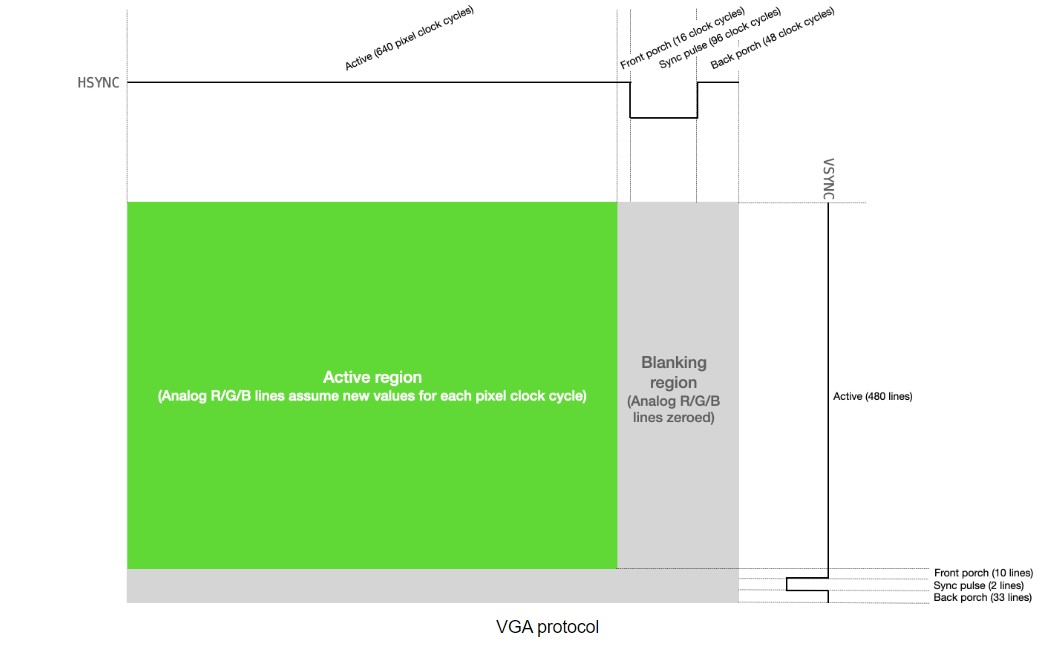 Active (640 pixel clock cycles)
Front porch (16 clock cycles)
Sync pulse (96 clock cycles)
Back porch (48 clock cycles)
HSYNC
VSYNC
Active region
(Analog R/G/B lines assume new values for each pixel clock cycle)
Blanking
region
(Analog R/G/B
lines zeroed)
Active (480 lines)
Front porch (10 lines)
Sync pulse (2 lines)
Back porch (33 lines)
VGA protocol